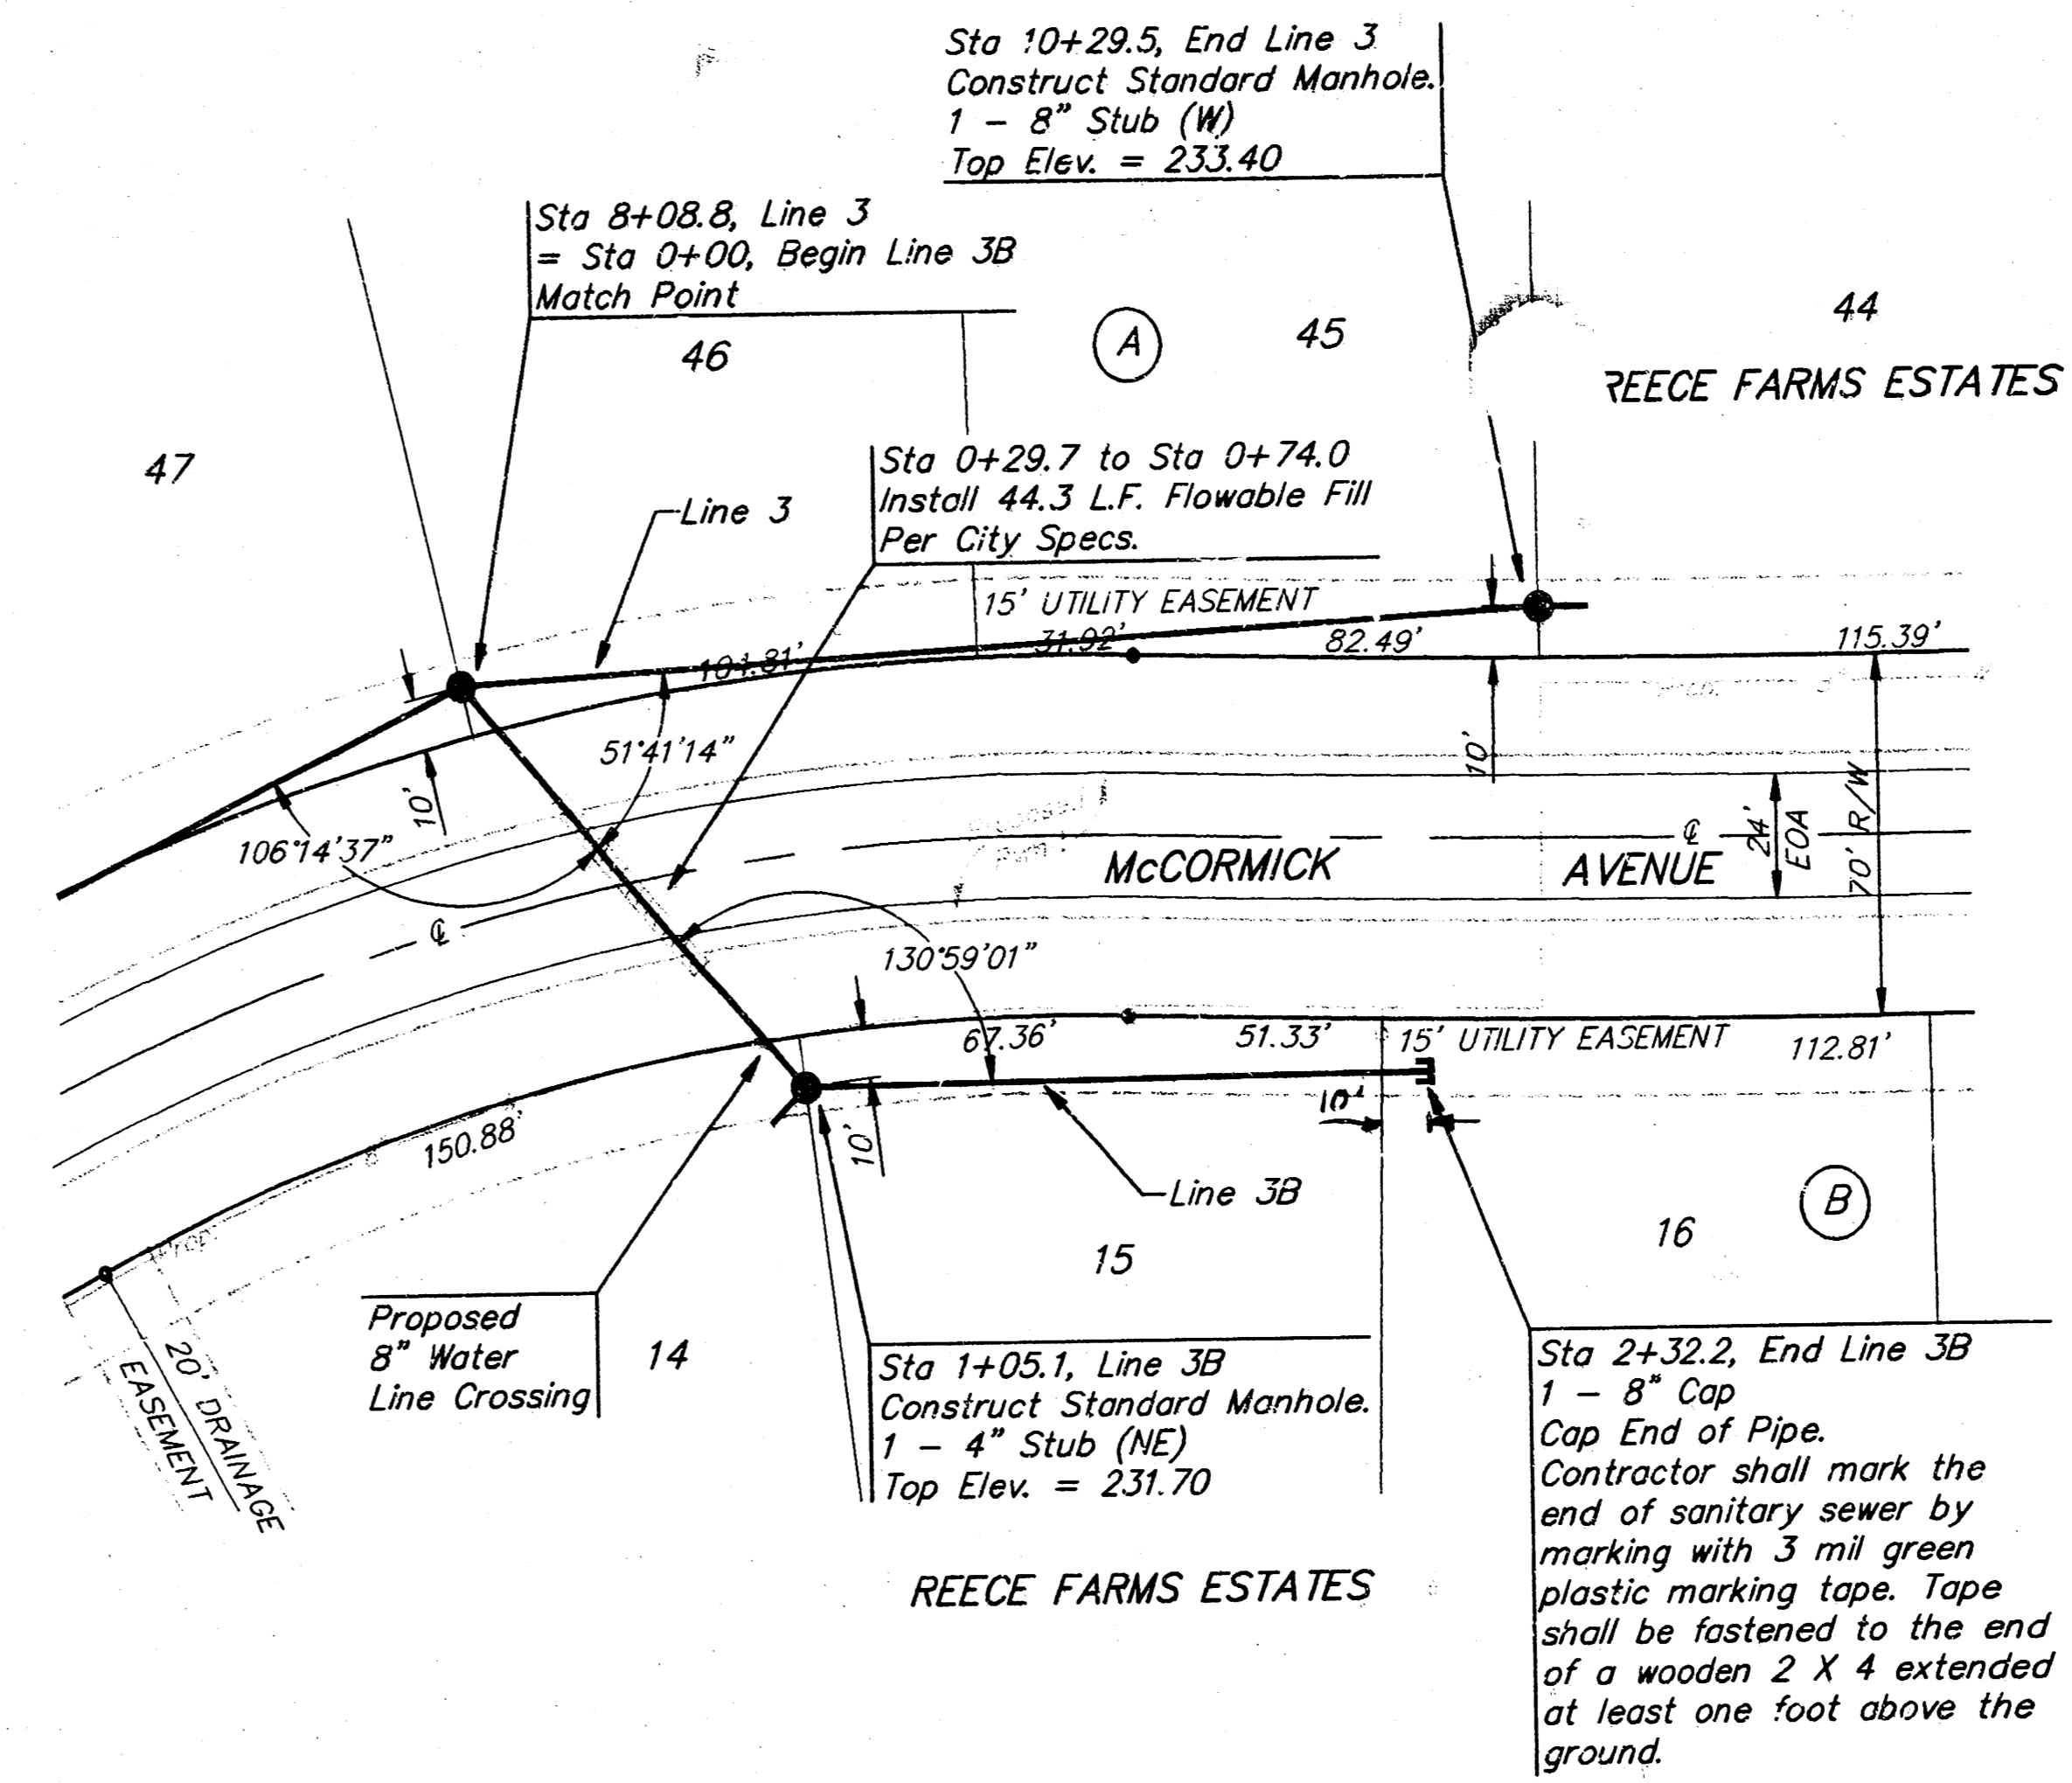 Sta 10+29.5, End Line 3
Construct Standard Manhole.
1 - 8" Stub (W)
Top Elev. = 233.40
Sta 8+08.8, Line 3
= Sta 0+00, Begin Line 3B
Match Point
46
A
45
44
REECE FARMS ESTATES
47
Line 3
Sta 0+29.7 to Sta 0+74.0
Install 44.3 L.F. Flowable Fill
Per City Specs.
15' UTILITY EASEMENT
101.81'
31.92'
82.49'
115.39'
51°41'14"
10'
10'
106°14'37"
McCORMICK AVENUE
24'
EOA
70' R/W
130°59'01"
67.36'
51.33'
15' UTILITY EASEMENT
112.81'
10'
10'
150.88'
Line 3B
15
16
B
20' DRAINAGE
EASEMENT
Proposed
8" Water
Line Crossing
14
Sta 1+05.1, Line 3B
Construct Standard Manhole.
1 - 4" Stub (NE)
Top Elev. = 231.70
Sta 2+32.2, End Line 3B
1 - 8" Cap
Cap End of Pipe.
Contractor shall mark the
end of sanitary sewer by
marking with 3 mil green
plastic marking tape. Tape
shall be fastened to the end
of a wooden 2 X 4 extended
at least one foot above the
ground.
REECE FARMS ESTATES